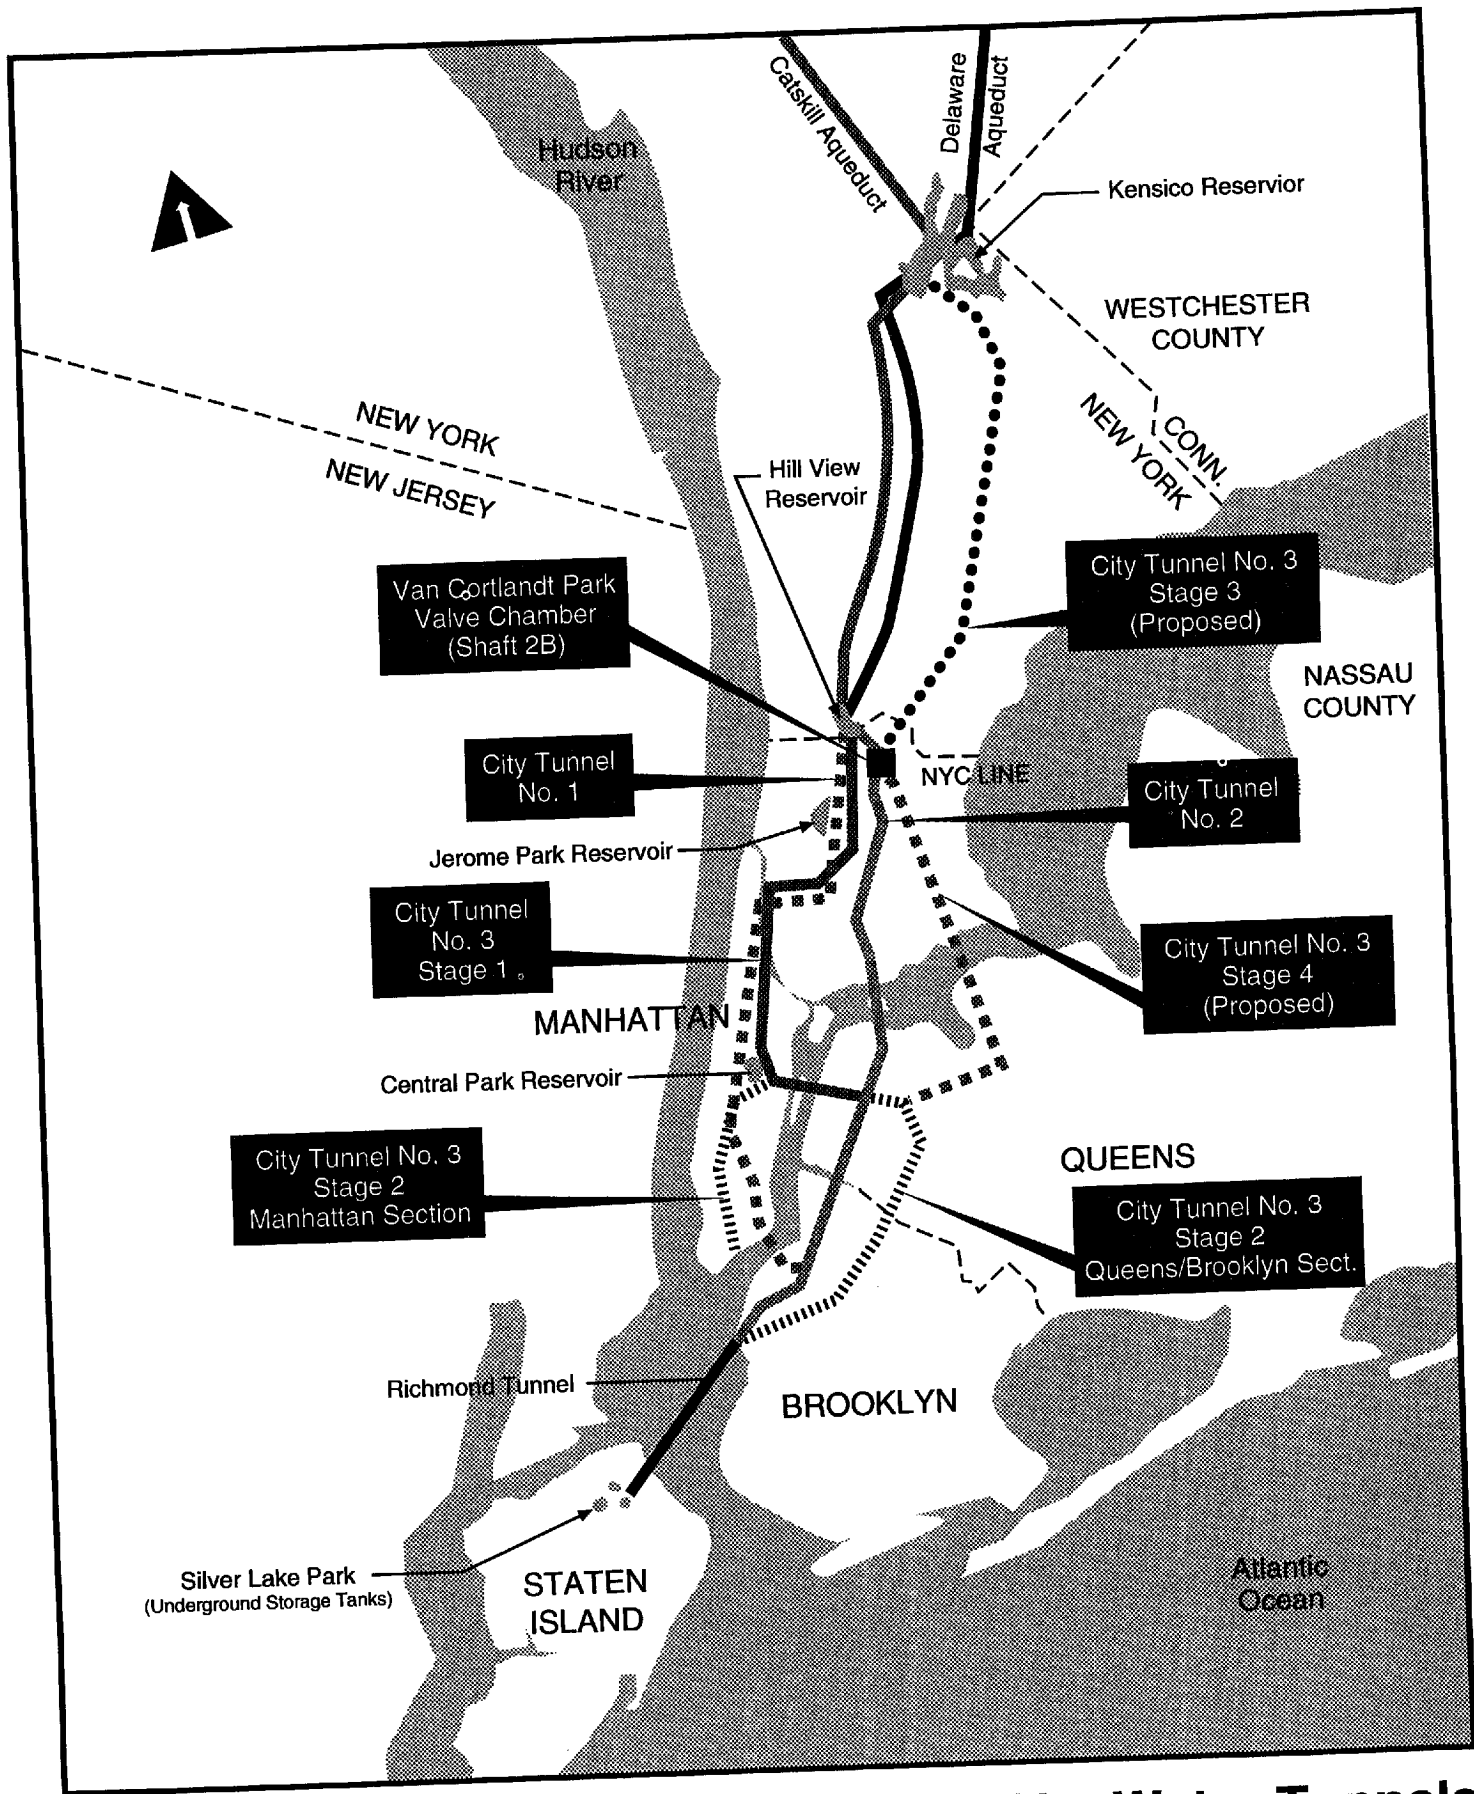 Catskill Aqueduct
Delaware
Aqueduct
Hudson
River
Kensico Reservior
WESTCHESTER
COUNTY
NEW YORK
NEW JERSEY
CONN.
NEW YORK
Hill View
Reservoir
Van Cortlandt Park
Valve Chamber
(Shaft 2B)
City Tunnel No. 3
Stage 3
(Proposed)
NASSAU
COUNTY
City Tunnel
No. 1
NYC LINE
City Tunnel
No. 2
Jerome Park Reservoir
City Tunnel
No. 3
Stage 1
City Tunnel No. 3
Stage 4
(Proposed)
MANHATTAN
Central Park Reservoir
City Tunnel No. 3
Stage 2
Manhattan Section
QUEENS
City Tunnel No. 3
Stage 2
Queens/Brooklyn Sect.
Richmond Tunnel
BROOKLYN
Silver Lake Park
(Underground Storage Tanks)
STATEN
ISLAND
Atlantic
Ocean
Water Tunnels